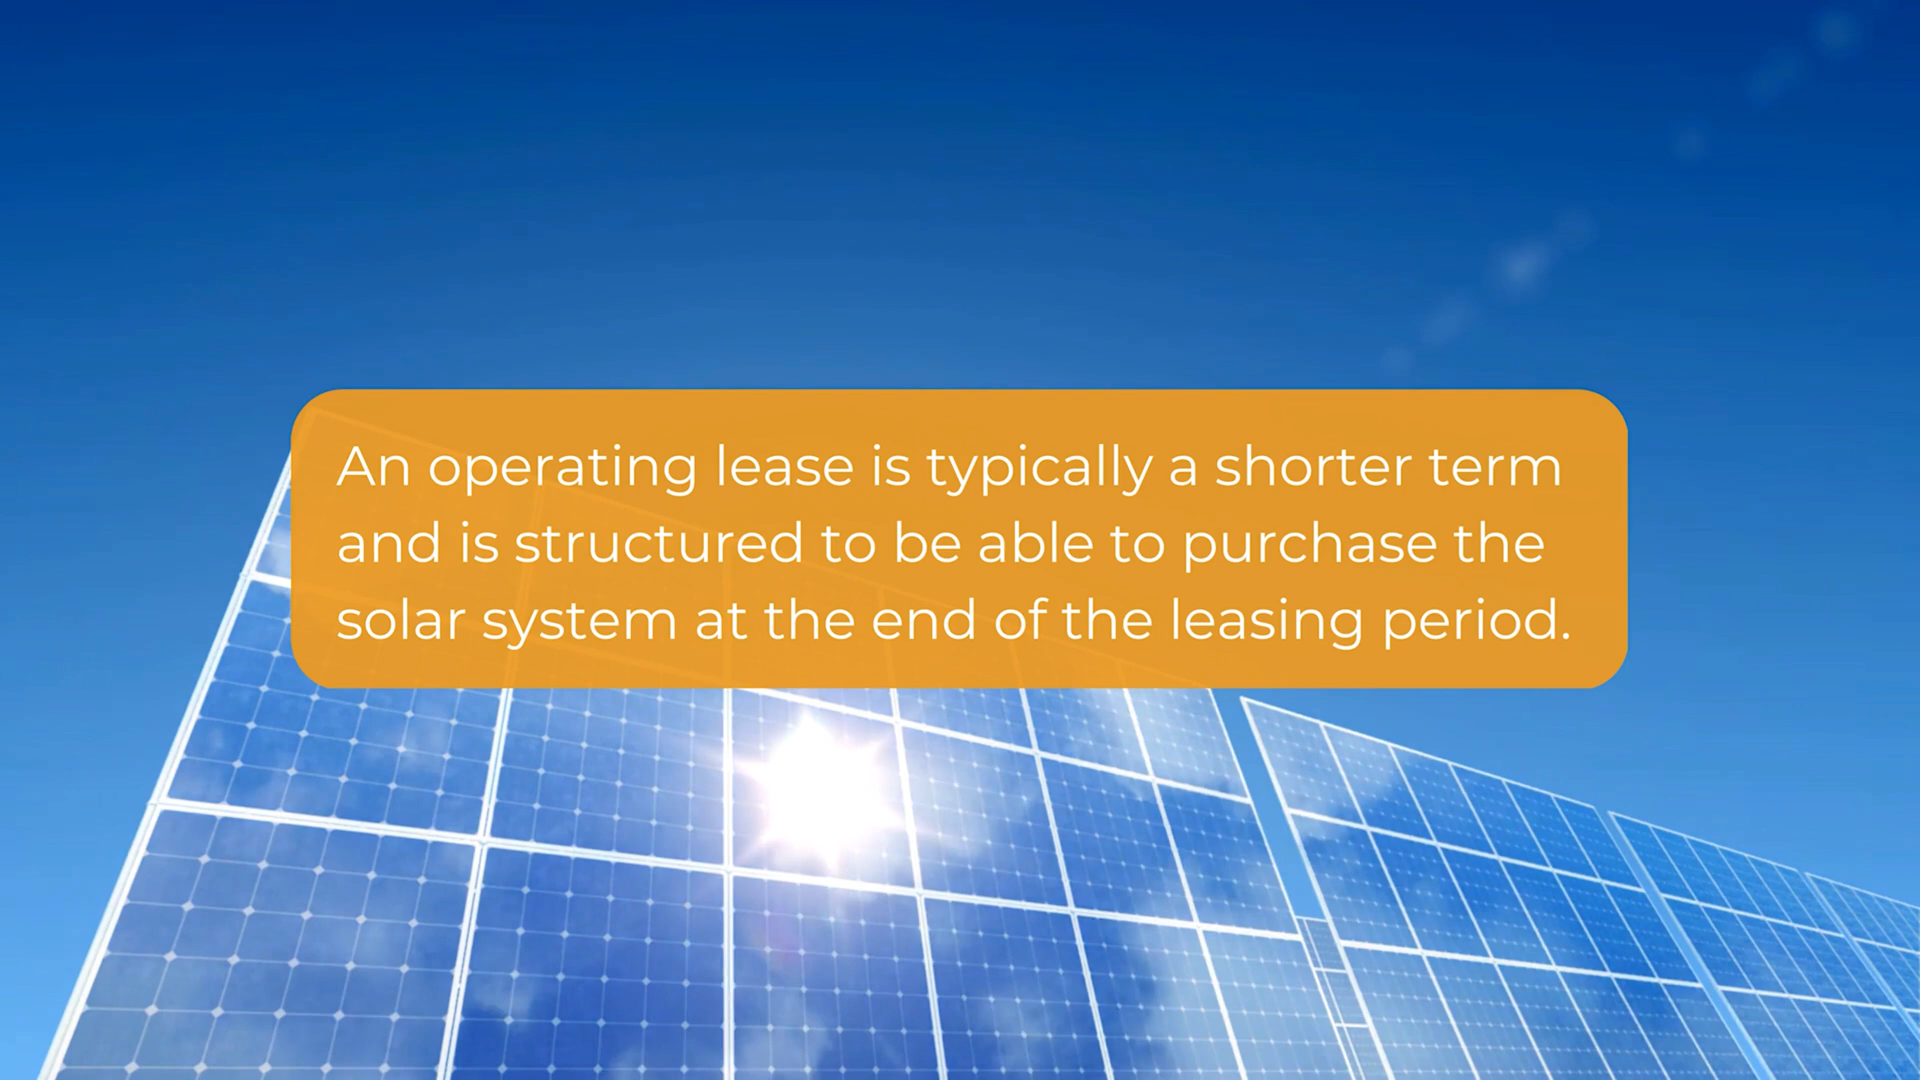 An operating lease is typically a shorter term
and is structured to be able to purchase the
solar system at the end of the leasing period.